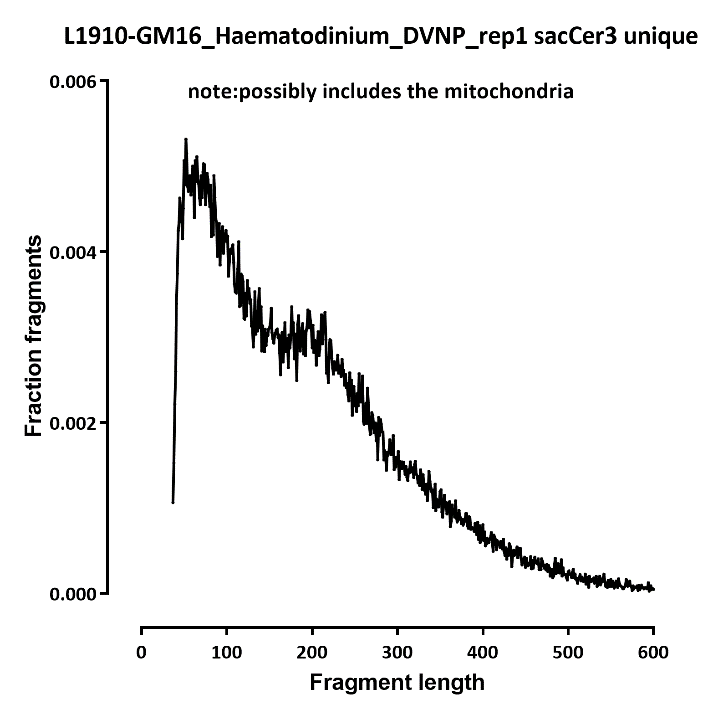 L1910-GM16_Haematodinium_DVNP_rep1 sacCer3 unique
note:possibly includes the mitochondria
0.006
0.004
0.002
0.000
Fraction fragments
0 100 200 300 400 500 600
Fragment length